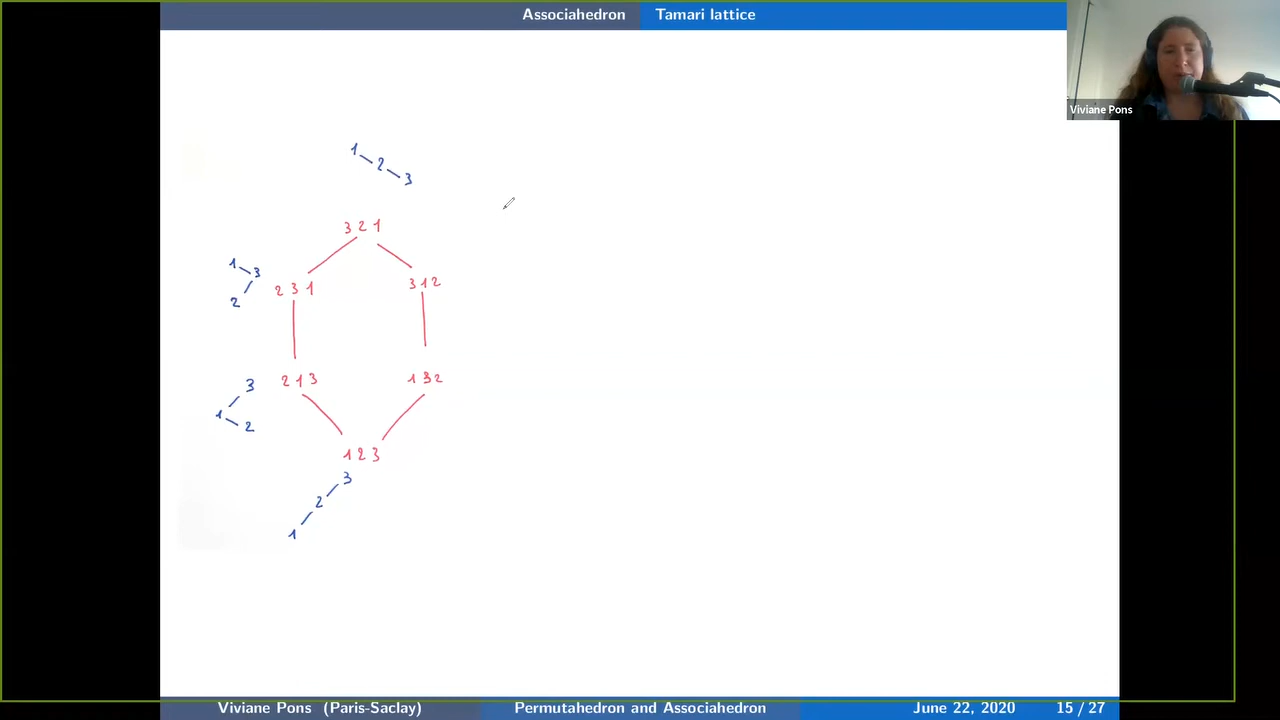 Associahedron Tamari lattice
Viviane Pons
1 2 3
3 2 1
1 3
2
2 3 1
3 1 2
3
1 2
2 1 3
1 3 2
1 2 3
3
2
1
Viviane Pons (Paris-Saclay) Permutahedron and Associahedron June 22, 2020 15 / 27